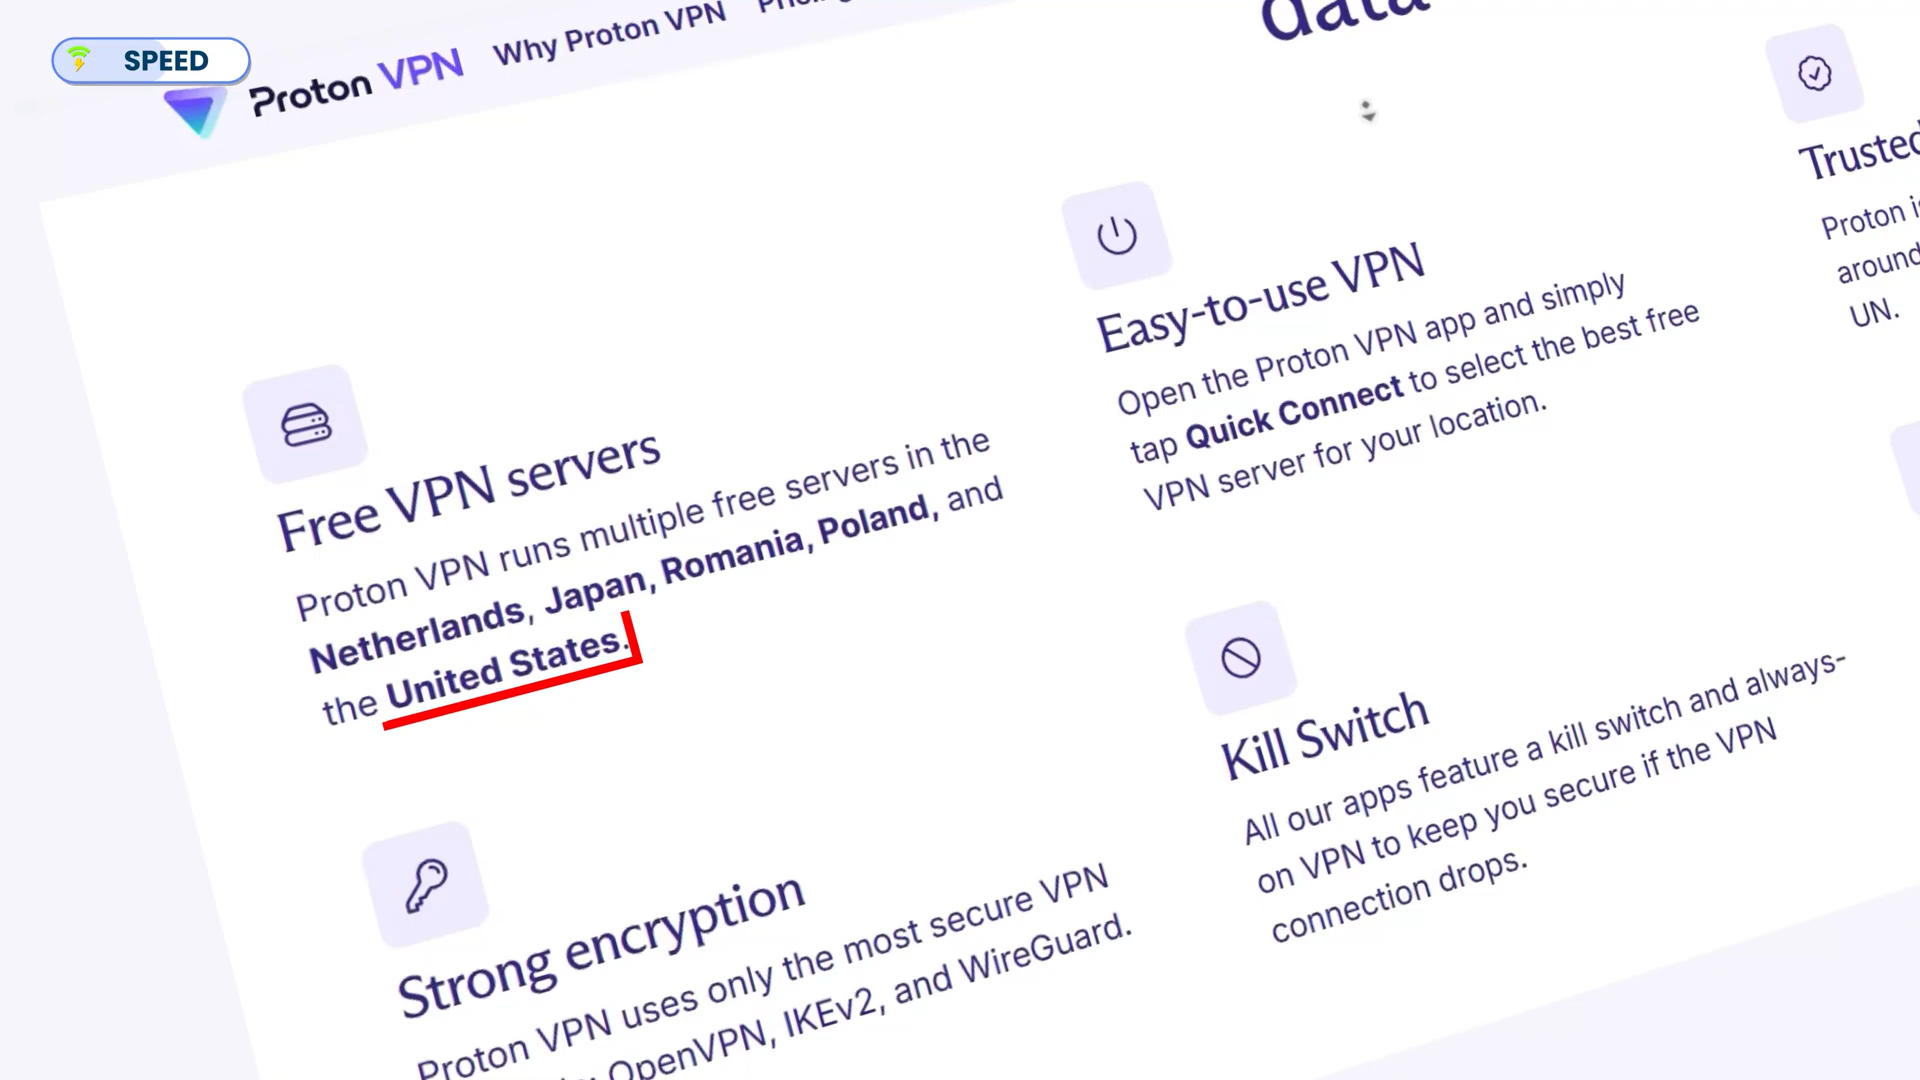 SPEED
Proton VPN
Why Proton VPN
data
Free VPN servers
Proton VPN runs multiple free servers in the
Netherlands, Japan, Romania, Poland, and
the United States.
Easy-to-use VPN
Open the Proton VPN app and simply
tap Quick Connect to select the best free
VPN server for your location.
Trusted
Proton is
around
UN.
Strong encryption
Proton VPN uses only the most secure VPN
OpenVPN, IKEv2, and WireGuard.
Kill Switch
All our apps feature a kill switch and always-
on VPN to keep you secure if the VPN
connection drops.